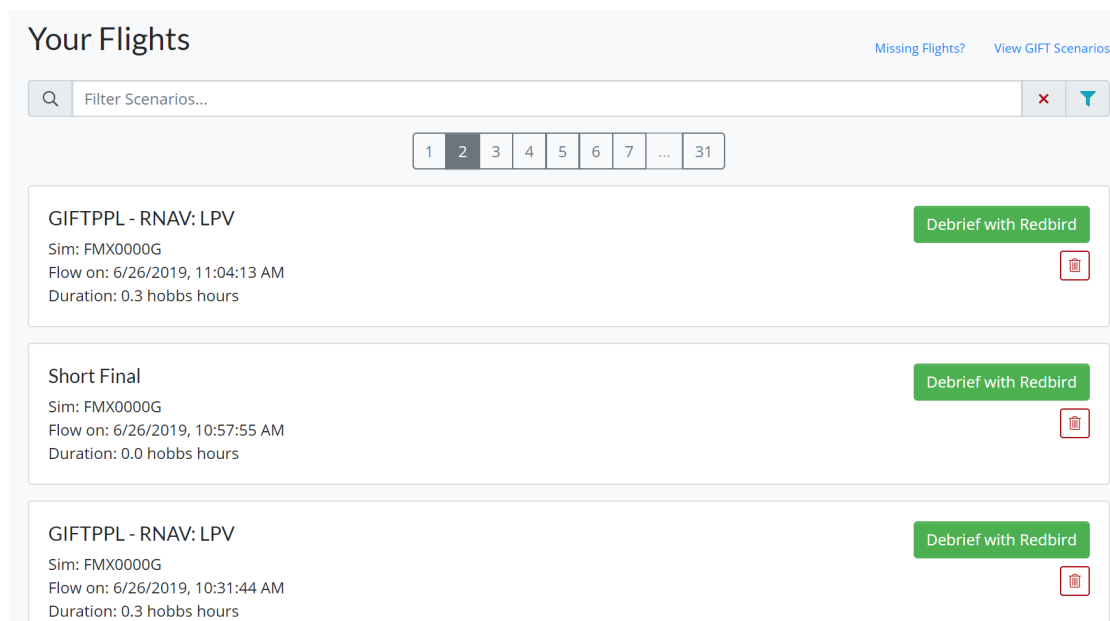 Your Flights
Missing Flights? View GIFT Scenarios
Filter Scenarios...
1 2 3 4 5 6 7 ... 31
GIFTPPL - RNAV: LPV
Debrief with Redbird
Sim: FMX0000G
Flow on: 6/26/2019, 11:04:13 AM
Duration: 0.3 hobbs hours
Short Final
Debrief with Redbird
Sim: FMX0000G
Flow on: 6/26/2019, 10:57:55 AM
Duration: 0.0 hobbs hours
GIFTPPL - RNAV: LPV
Debrief with Redbird
Sim: FMX0000G
Flow on: 6/26/2019, 10:31:44 AM
Duration: 0.3 hobbs hours